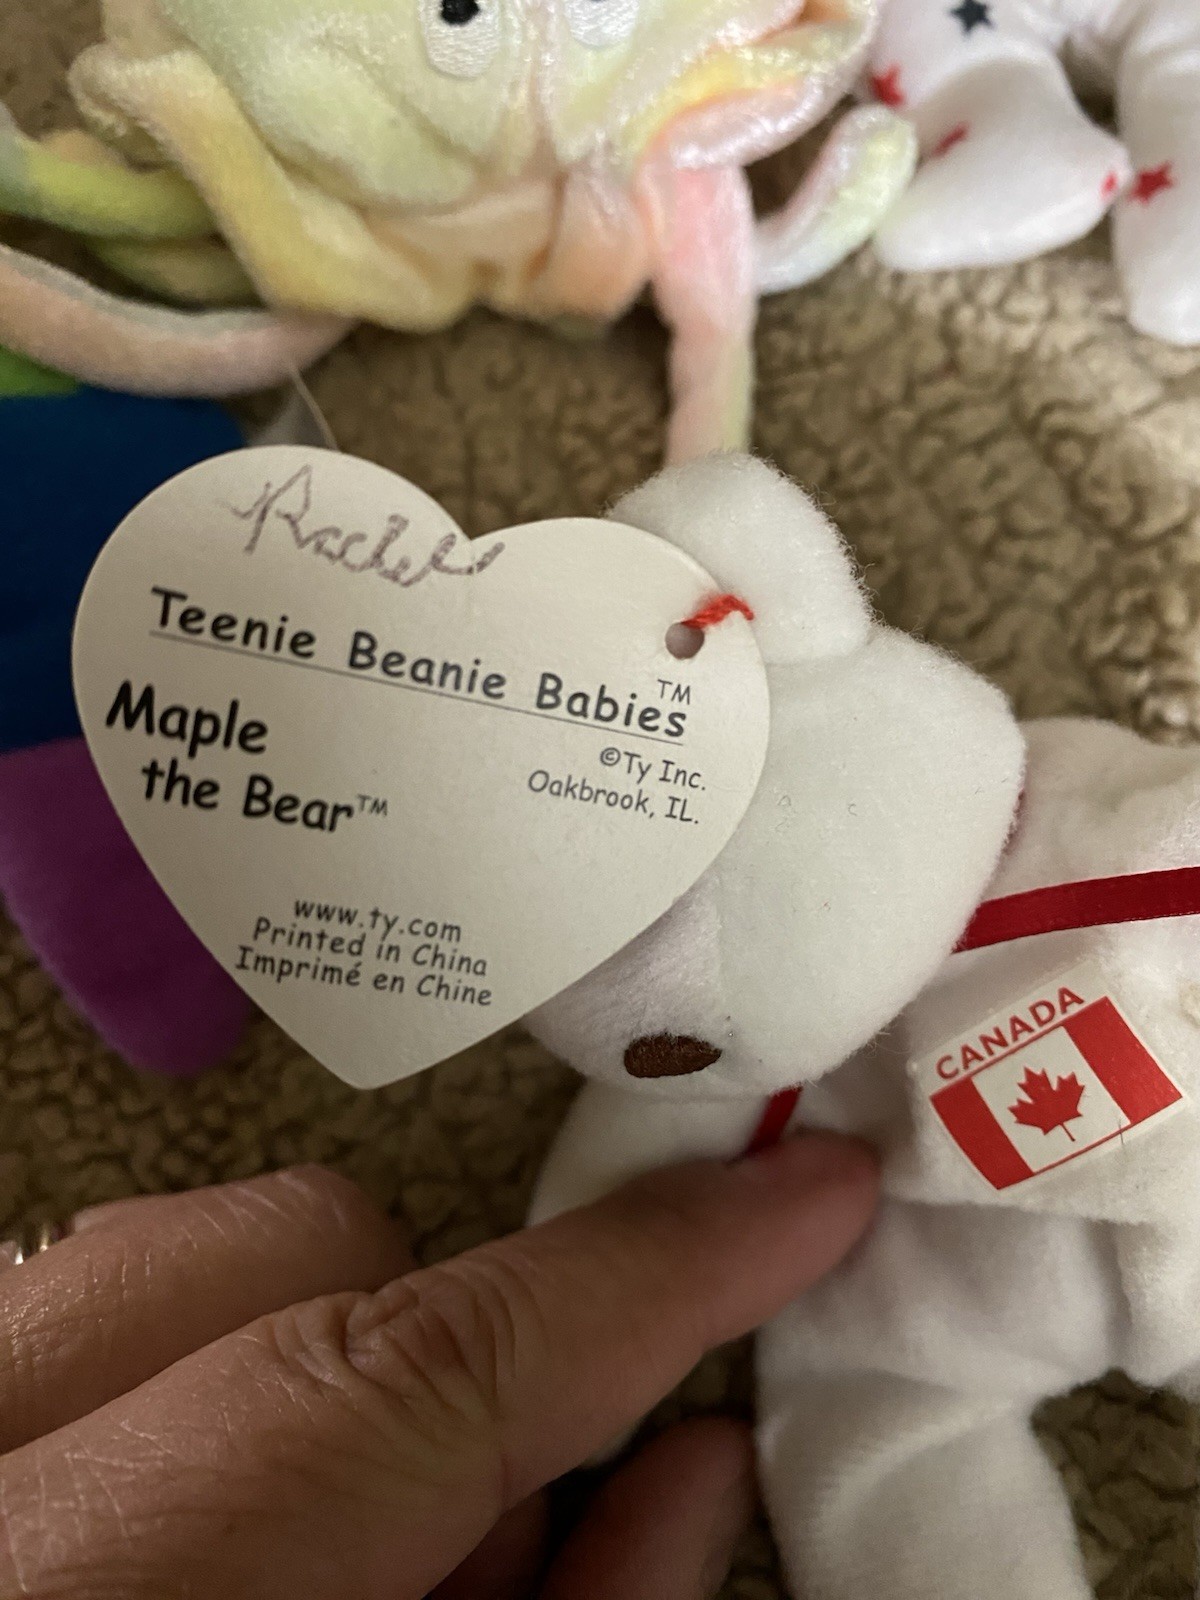 Rachel
Teenie Beanie Babies™
Maple
the Bear™
©Ty Inc.
Oakbrook, IL.
www.ty.com
Printed in China
Imprimé en Chine
CANADA